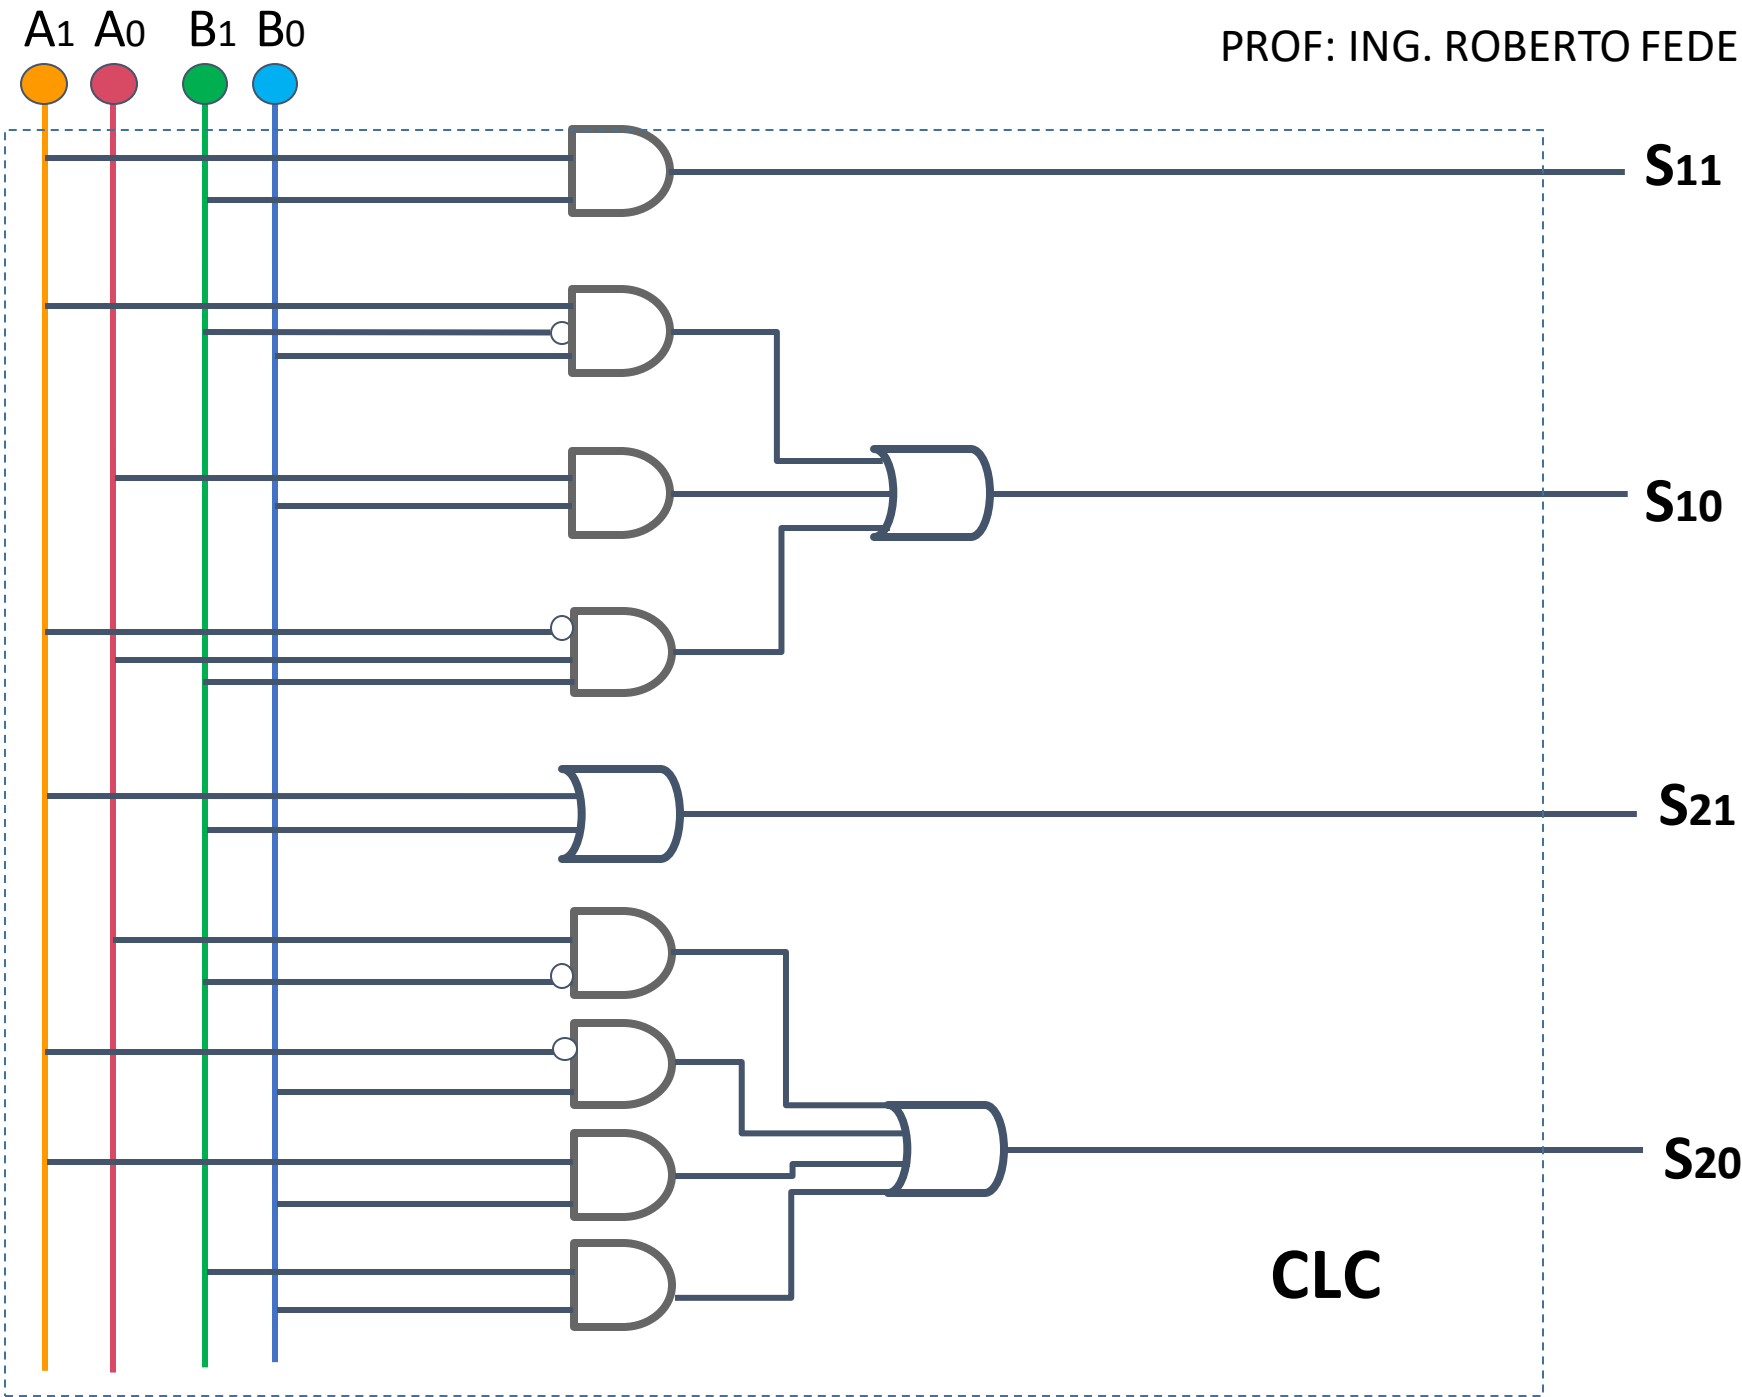 A1 A0 B1 B0
PROF: ING. ROBERTO FEDE
S11
S10
S21
S20
CLC